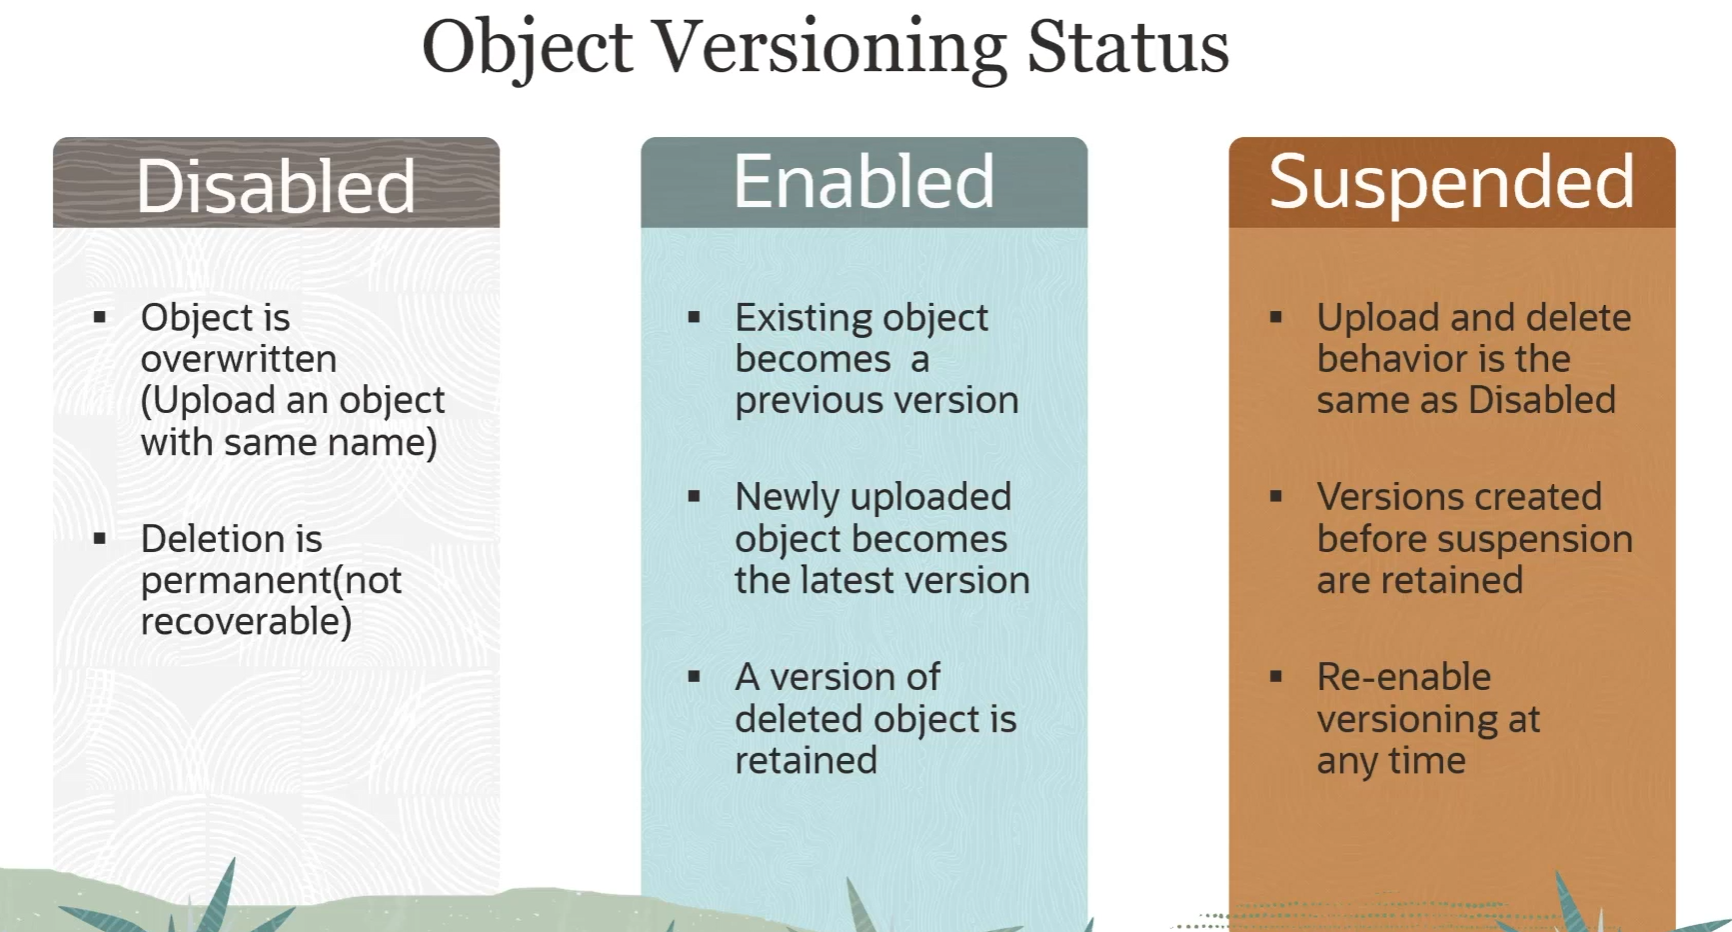 Object Versioning Status
Disabled
▪ Object is
overwritten
(Upload an object
with same name)
▪ Deletion is
permanent(not
recoverable)
Enabled
▪ Existing object
becomes a
previous version
▪ Newly uploaded
object becomes
the latest version
▪ A version of
deleted object is
retained
Suspended
▪ Upload and delete
behavior is the
same as Disabled
▪ Versions created
before suspension
are retained
▪ Re-enable
versioning at
any time